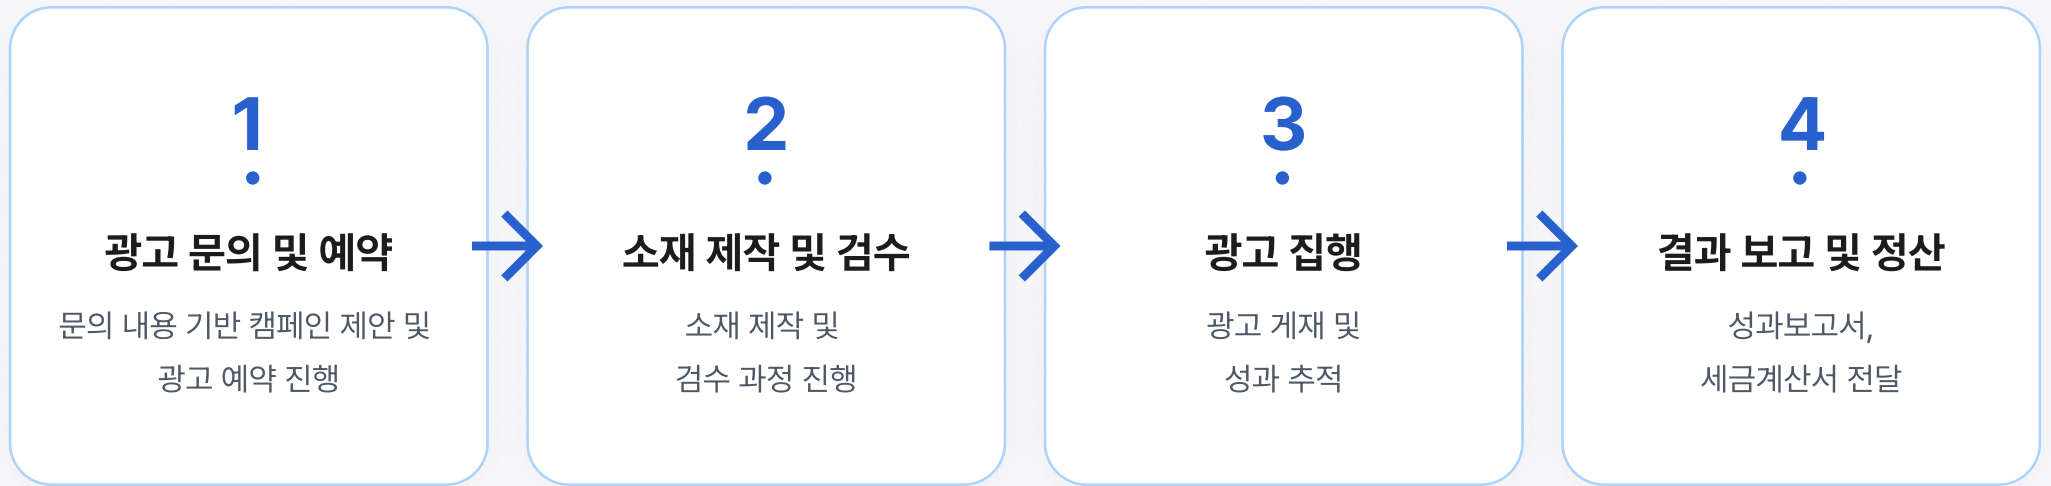 1
광고 문의 및 예약
문의 내용 기반 캠페인 제안 및
광고 예약 진행
2
소재 제작 및 검수
소재 제작 및
검수 과정 진행
3
광고 집행
광고 게재 및
성과 추적
4
결과 보고 및 정산
성과보고서,
세금계산서 전달